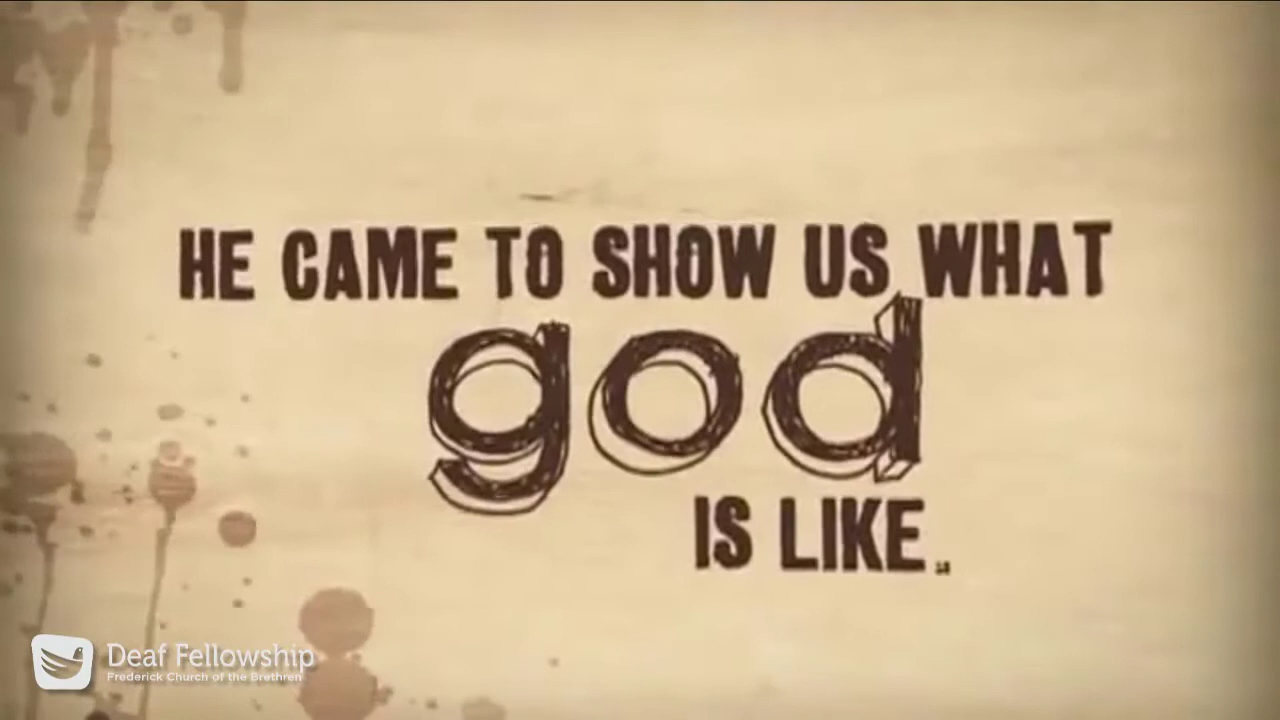 HE CAME TO SHOW US WHAT
god
IS LIKE.
Deaf Fellowship
Frederick Church of the Brethren